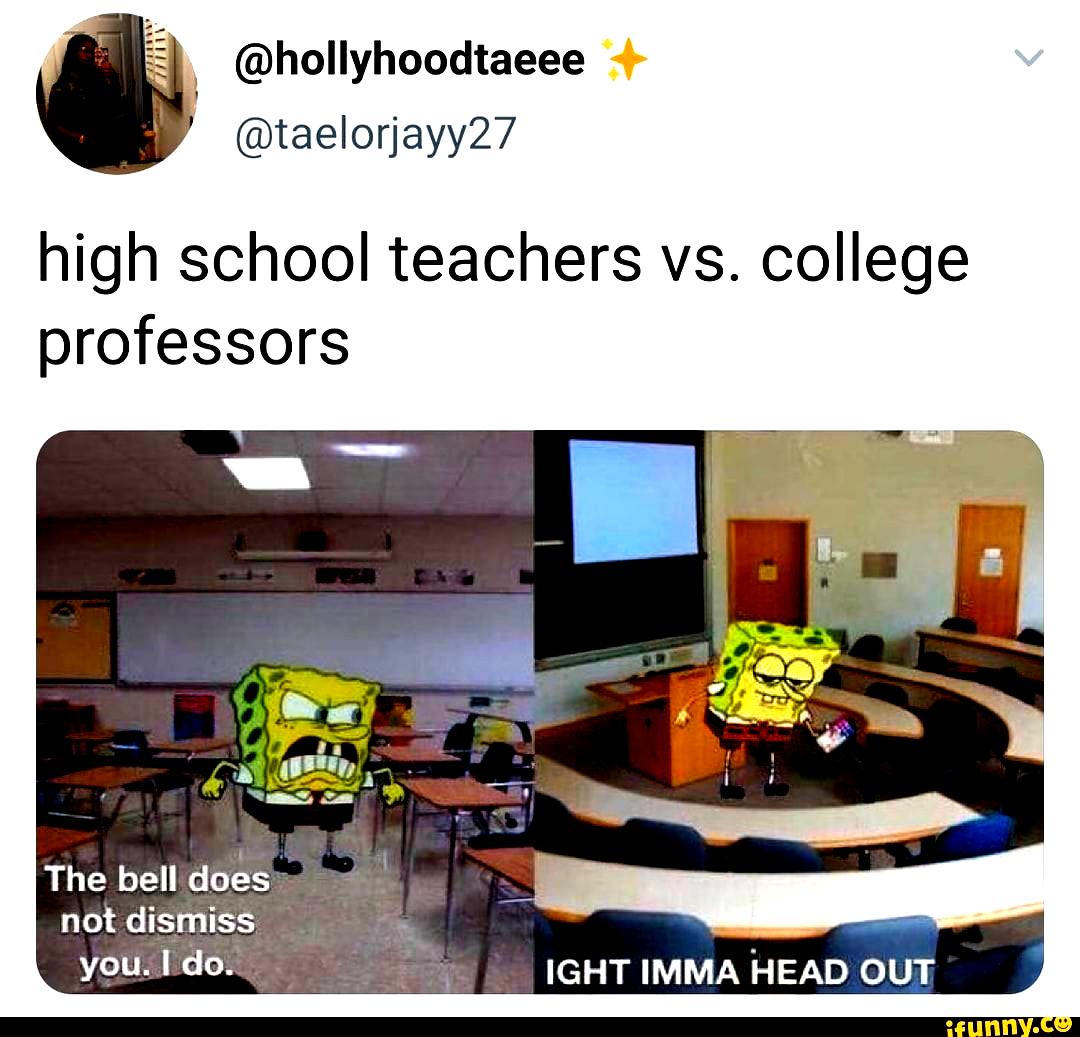 @hollyhoodtaeee ✨
@taelorjayy27
high school teachers vs. college
professors
The bell does
not dismiss
you. I do.
IGHT IMMA HEAD OUT
ifunny.co